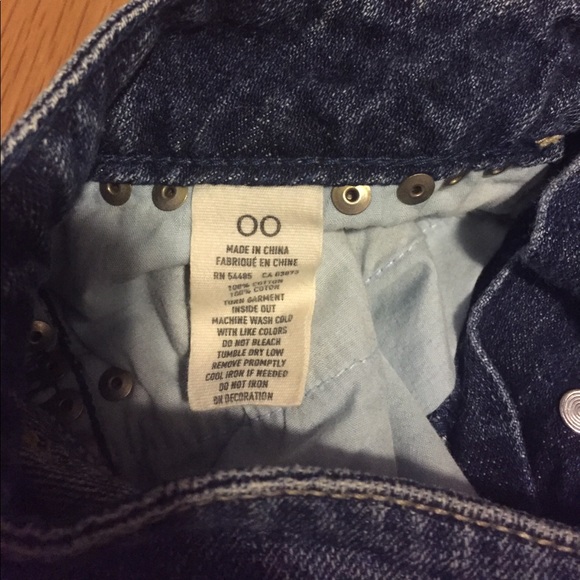 OO
MADE IN CHINA
FABRIQUÉ EN CHINE
RN 54485 CA 03875
100% COTTON
100% COTON
TURN GARMENT
INSIDE OUT
MACHINE WASH COLD
WITH LIKE COLORS
DO NOT BLEACH
TUMBLE DRY LOW
REMOVE PROMPTLY
COOL IRON IF NEEDED
DO NOT IRON
ON DECORATION